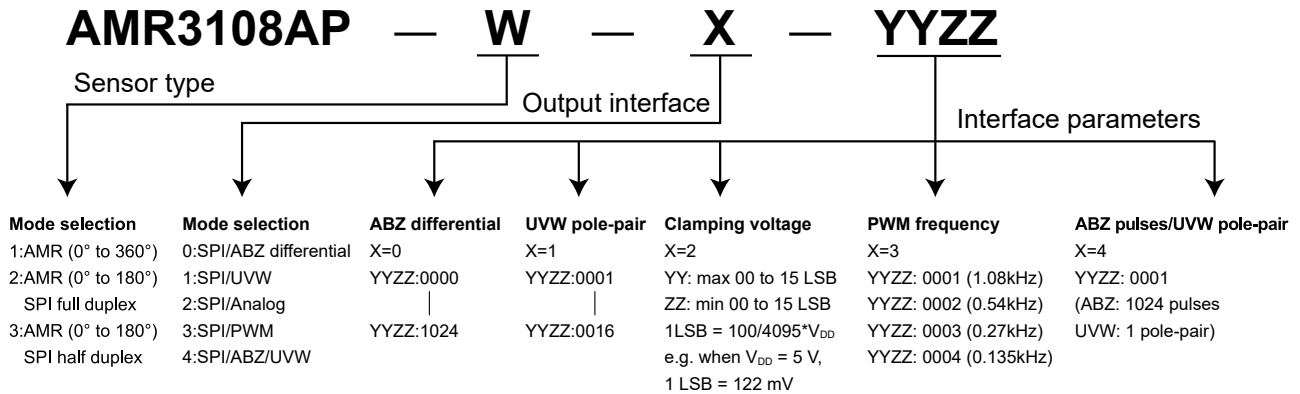 AMR3108AP — W — X — YYZZ
Sensor type
Output interface
Interface parameters
Mode selection
1:AMR (0° to 360°)
2:AMR (0° to 180°)
SPI full duplex
3:AMR (0° to 180°)
SPI half duplex
Mode selection
0:SPI/ABZ differential
1:SPI/UVW
2:SPI/Analog
3:SPI/PWM
4:SPI/ABZ/UVW
ABZ differential
X=0
YYZZ:0000
|
YYZZ:1024
UVW pole-pair
X=1
YYZZ:0001
|
YYZZ:0016
Clamping voltage
X=2
YY: max 00 to 15 LSB
ZZ: min 00 to 15 LSB
1LSB = 100/4095*V_DD
e.g. when V_DD = 5 V,
1 LSB = 122 mV
PWM frequency
X=3
YYZZ: 0001 (1.08kHz)
YYZZ: 0002 (0.54kHz)
YYZZ: 0003 (0.27kHz)
YYZZ: 0004 (0.135kHz)
ABZ pulses/UVW pole-pair
X=4
YYZZ: 0001
(ABZ: 1024 pulses
UVW: 1 pole-pair)